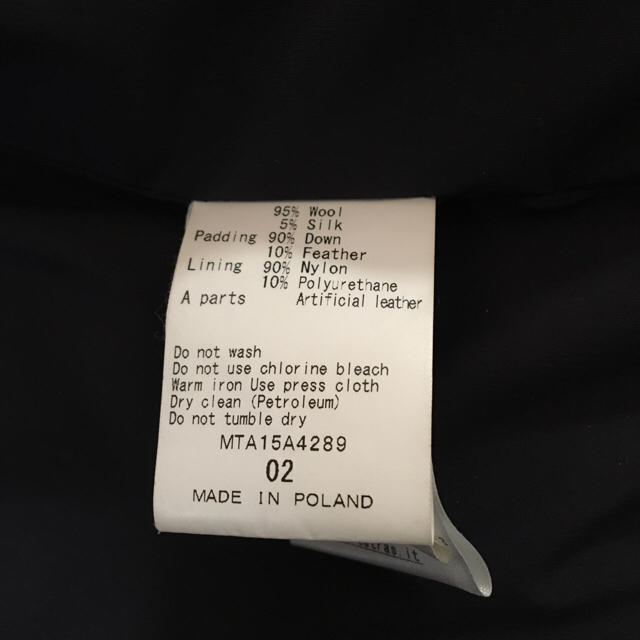 95% Wool
5% Silk
Padding 90% Down
10% Feather
Lining 90% Nylon
10% Polyurethane
A parts Artificial leather
Do not wash
Do not use chlorine bleach
Warm iron Use press cloth
Dry clean (Petroleum)
Do not tumble dry
MTA15A4289
02
MADE IN POLAND